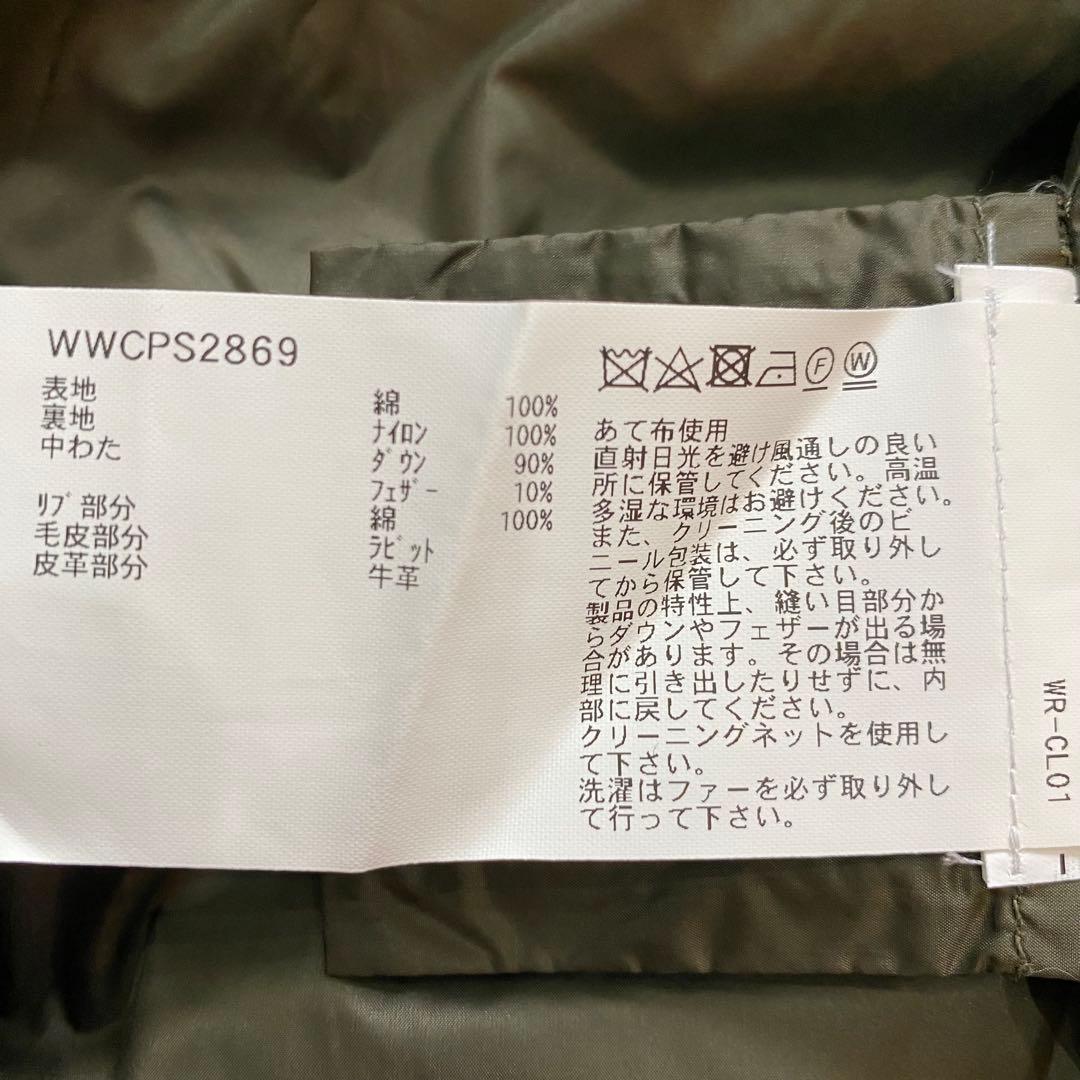 WWCPS2869
表地 綿 100%
裏地 ナイロン 100%
中わた ダウン 90%
フェザー 10%
リブ部分 綿 100%
毛皮部分 ラビット
皮革部分 牛革
F W
あて布使用
直射日光を避け風通しの良い
所に保管してください。高温
多湿な環境はお避けください。
また、クリーニング後のビ
ニール包装は、必ず取り外し
てから保管して下さい。
製品の特性上、縫い目部分か
らダウンやフェザーが出る場
合があります。その場合は無
理に引き出したりせずに、内
部に戻してください。
クリーニングネットを使用し
て下さい。
洗濯はファーを必ず取り外し
て行って下さい。
WR-CL01